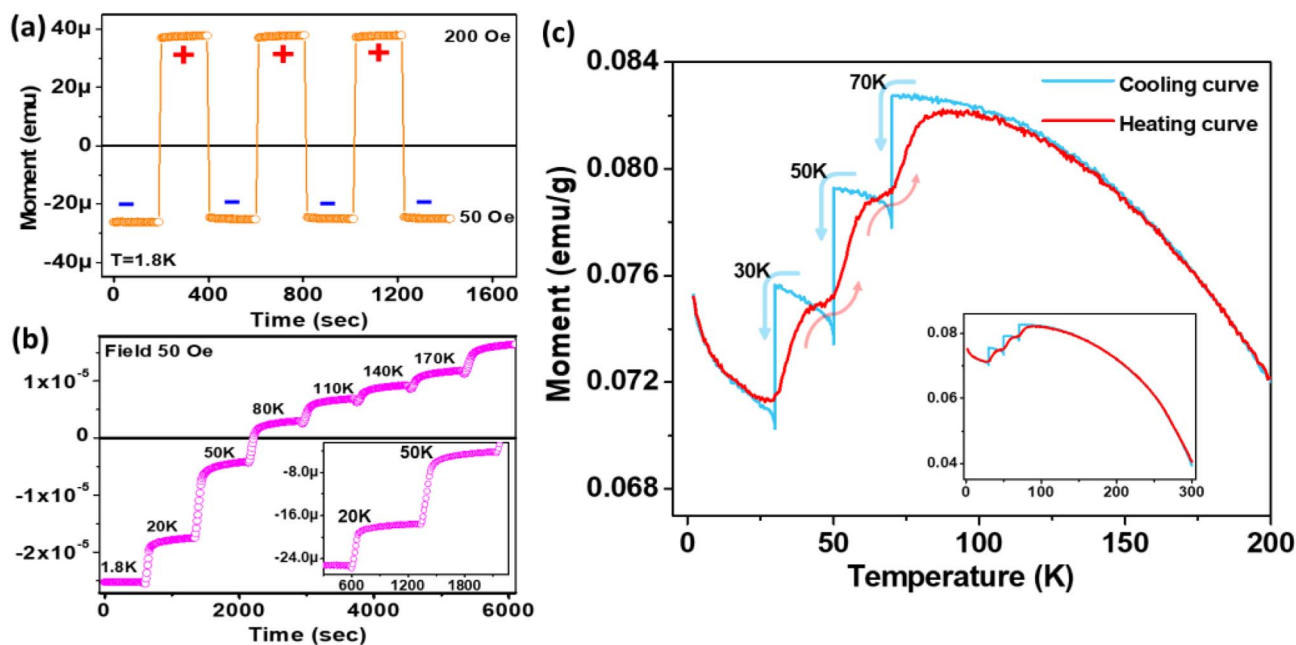 (a)
40µ
20µ
0
-20µ
-40µ
Moment (emu)
200 Oe
+ + +
− − − −
50 Oe
T=1.8K
0 400 800 1200 1600
Time (sec)
(b)
Field 50 Oe
1x10⁻⁵
0
-1x10⁻⁵
-2x10⁻⁵
1.8K
20K
50K
80K
110K
140K
170K
50K
20K
-8.0µ
-16.0µ
-24.0µ
600 1200 1800
0 2000 4000 6000
Time (sec)
(c)
0.084
0.080
0.076
0.072
0.068
Moment (emu/g)
Cooling curve
Heating curve
70K
50K
30K
0.08
0.06
0.04
0 100 200 300
0 50 100 150 200
Temperature (K)